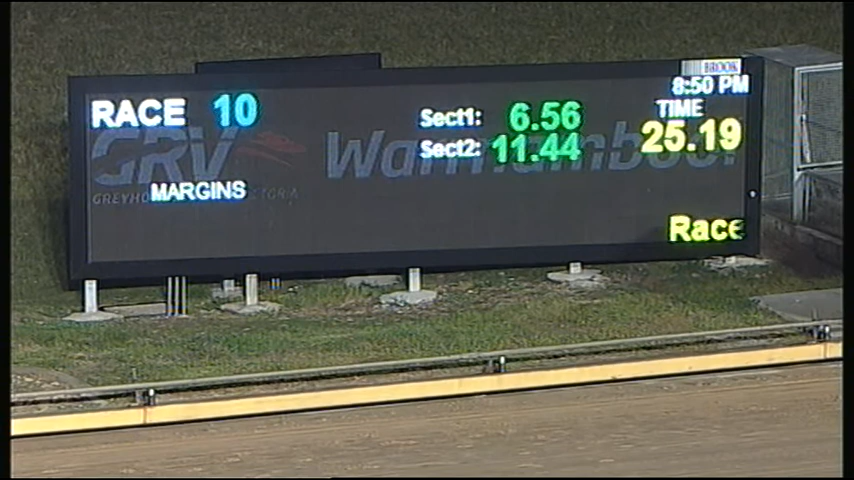 BROOK
8:50 PM
RACE 10
Sect1: 6.56
TIME
25.19
Sect2: 11.44
GRV
Warrnambool
MARGINS
Race